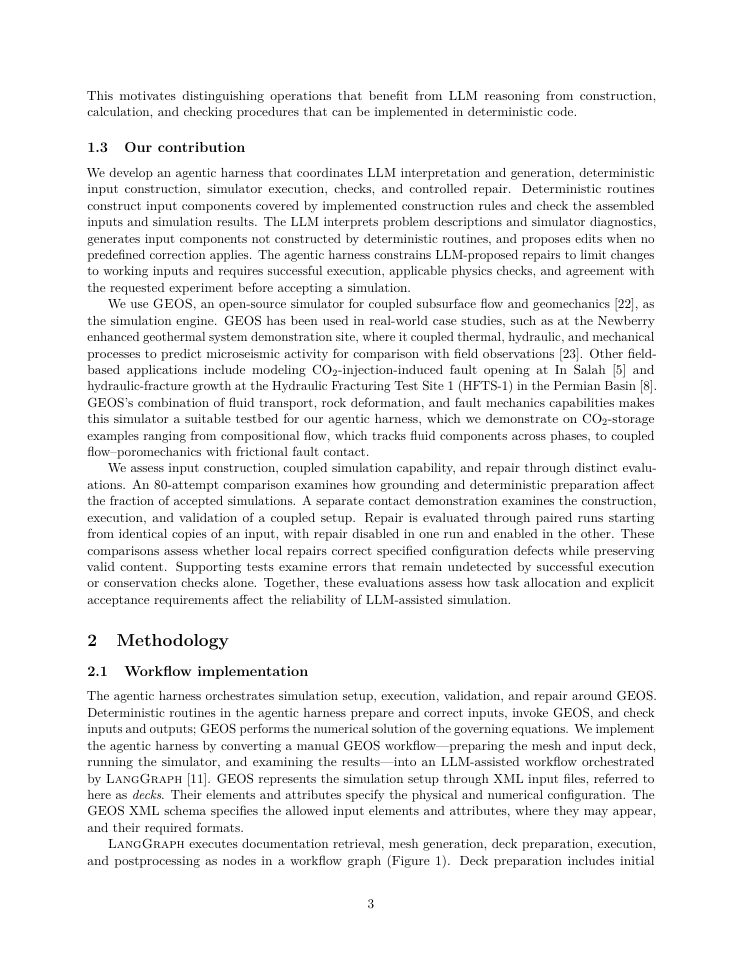 This motivates distinguishing operations that benefit from LLM reasoning from construction,
calculation, and checking procedures that can be implemented in deterministic code.
1.3 Our contribution
We develop an agentic harness that coordinates LLM interpretation and generation, deterministic
input construction, simulator execution, checks, and controlled repair. Deterministic routines
construct input components covered by implemented construction rules and check the assembled
inputs and simulation results. The LLM interprets problem descriptions and simulator diagnostics,
generates input components not constructed by deterministic routines, and proposes edits when no
predefined correction applies. The agentic harness constrains LLM-proposed repairs to limit changes
to working inputs and requires successful execution, applicable physics checks, and agreement with
the requested experiment before accepting a simulation.
We use GEOS, an open-source simulator for coupled subsurface flow and geomechanics [22], as
the simulation engine. GEOS has been used in real-world case studies, such as at the Newberry
enhanced geothermal system demonstration site, where it coupled thermal, hydraulic, and mechanical
processes to predict microseismic activity for comparison with field observations [23]. Other field-
based applications include modeling CO₂-injection-induced fault opening at In Salah [5] and
hydraulic-fracture growth at the Hydraulic Fracturing Test Site 1 (HFTS-1) in the Permian Basin [8].
GEOS's combination of fluid transport, rock deformation, and fault mechanics capabilities makes
this simulator a suitable testbed for our agentic harness, which we demonstrate on CO₂-storage
examples ranging from compositional flow, which tracks fluid components across phases, to coupled
flow–poromechanics with frictional fault contact.
We assess input construction, coupled simulation capability, and repair through distinct evalu-
ations. An 80-attempt comparison examines how grounding and deterministic preparation affect
the fraction of accepted simulations. A separate contact demonstration examines the construction,
execution, and validation of a coupled setup. Repair is evaluated through paired runs starting
from identical copies of an input, with repair disabled in one run and enabled in the other. These
comparisons assess whether local repairs correct specified configuration defects while preserving
valid content. Supporting tests examine errors that remain undetected by successful execution
or conservation checks alone. Together, these evaluations assess how task allocation and explicit
acceptance requirements affect the reliability of LLM-assisted simulation.
2 Methodology
2.1 Workflow implementation
The agentic harness orchestrates simulation setup, execution, validation, and repair around GEOS.
Deterministic routines in the agentic harness prepare and correct inputs, invoke GEOS, and check
inputs and outputs; GEOS performs the numerical solution of the governing equations. We implement
the agentic harness by converting a manual GEOS workflow—preparing the mesh and input deck,
running the simulator, and examining the results—into an LLM-assisted workflow orchestrated
by LangGraph [11]. GEOS represents the simulation setup through XML input files, referred to
here as decks. Their elements and attributes specify the physical and numerical configuration. The
GEOS XML schema specifies the allowed input elements and attributes, where they may appear,
and their required formats.
LangGraph executes documentation retrieval, mesh generation, deck preparation, execution,
and postprocessing as nodes in a workflow graph (Figure 1). Deck preparation includes initial
3